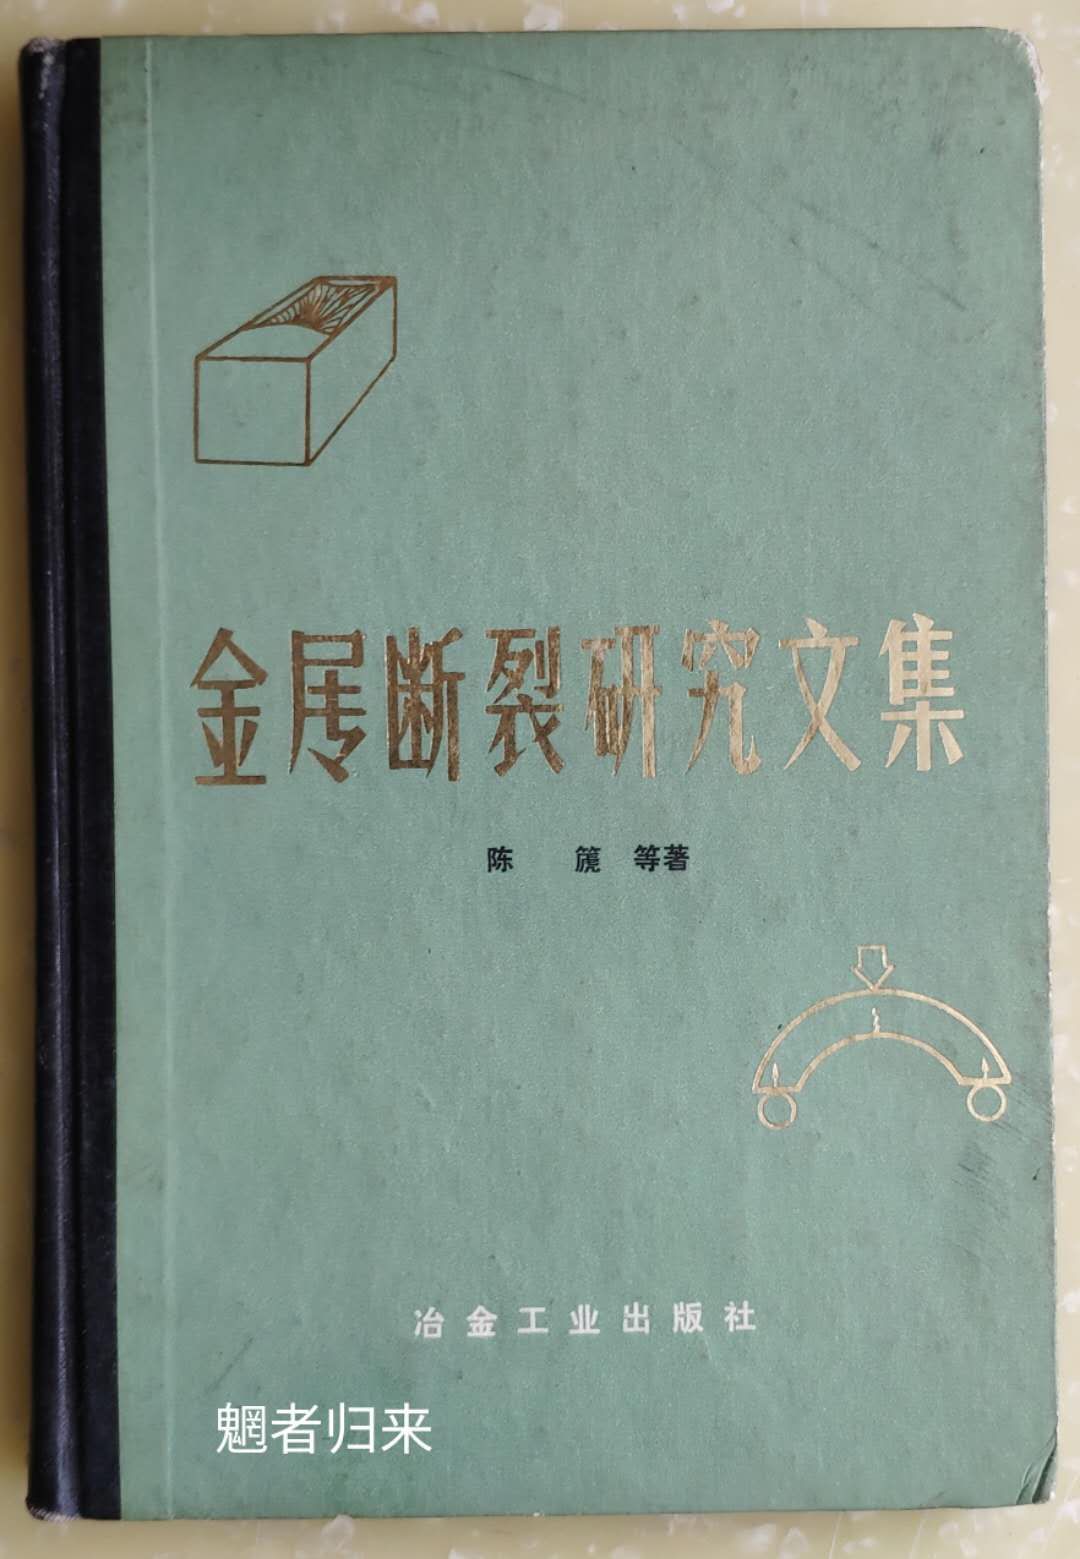 金属断裂研究文集
陈 篪 等著
冶金工业出版社
魍者归来